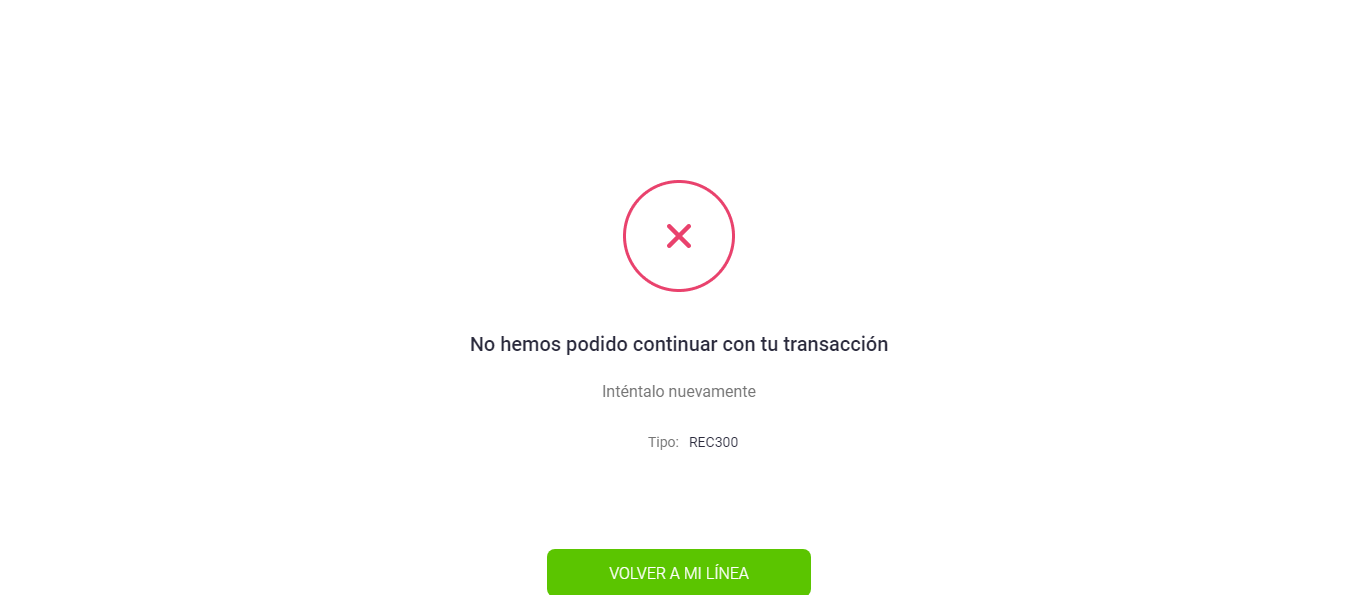 No hemos podido continuar con tu transacción
Inténtalo nuevamente
Tipo: REC300
VOLVER A MI LÍNEA